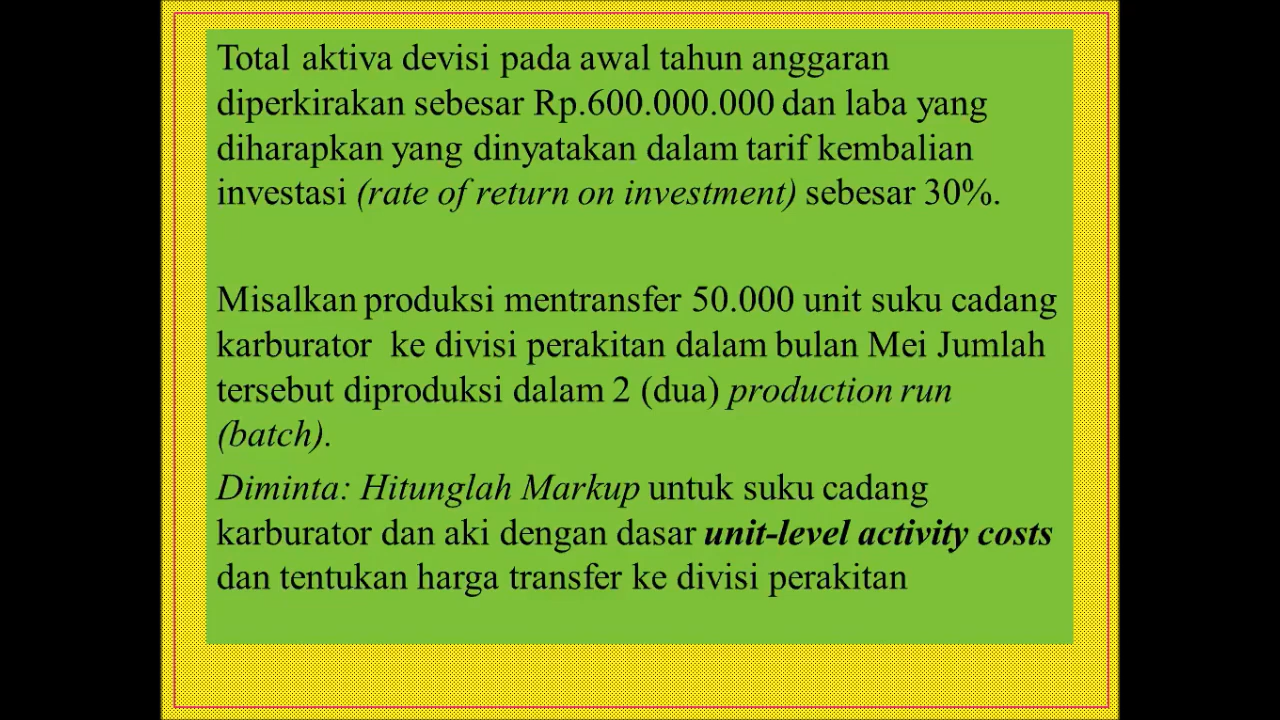 Total aktiva devisi pada awal tahun anggaran
diperkirakan sebesar Rp.600.000.000 dan laba yang
diharapkan yang dinyatakan dalam tarif kembalian
investasi (rate of return on investment) sebesar 30%.
Misalkan produksi mentransfer 50.000 unit suku cadang
karburator ke divisi perakitan dalam bulan Mei Jumlah
tersebut diproduksi dalam 2 (dua) production run
(batch).
Diminta: Hitunglah Markup untuk suku cadang
karburator dan aki dengan dasar unit-level activity costs
dan tentukan harga transfer ke divisi perakitan